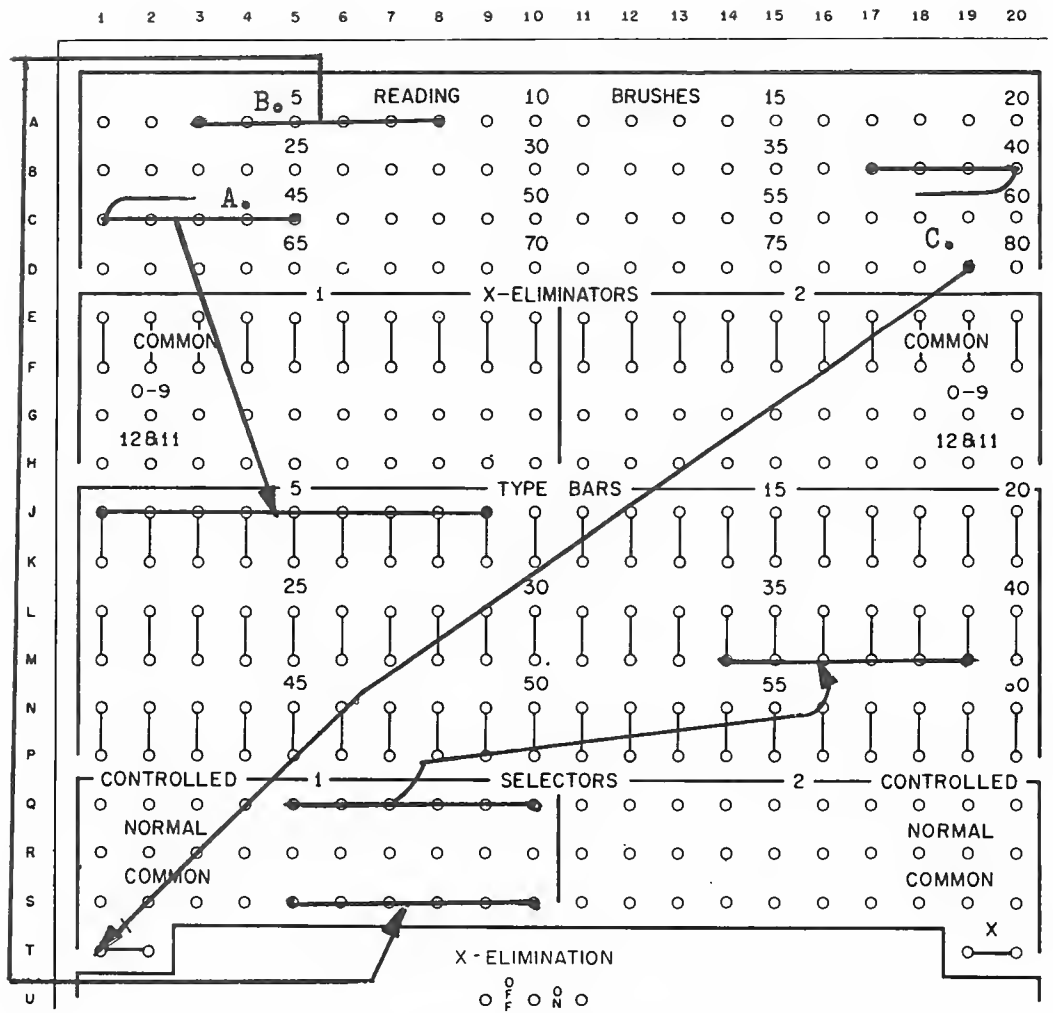 1 2 3 4 5 6 7 8 9 10 11 12 13 14 15 16 17 18 19 20
B. 5 READING 10 BRUSHES 15 20
A
25 30 35 40
B
A. 45 50 55 60
C
65 70 75 C. 80
D
1 X-ELIMINATORS 2
E
COMMON COMMON
F
0-9 0-9
G
12&11 12&11
H
5 TYPE BARS 15 20
J
K
25 30 35 40
L
M
45 50 55 60
N
P
CONTROLLED 1 SELECTORS 2 CONTROLLED
Q
NORMAL NORMAL
R
COMMON COMMON
S
X X
T
X-ELIMINATION
U OFF ON